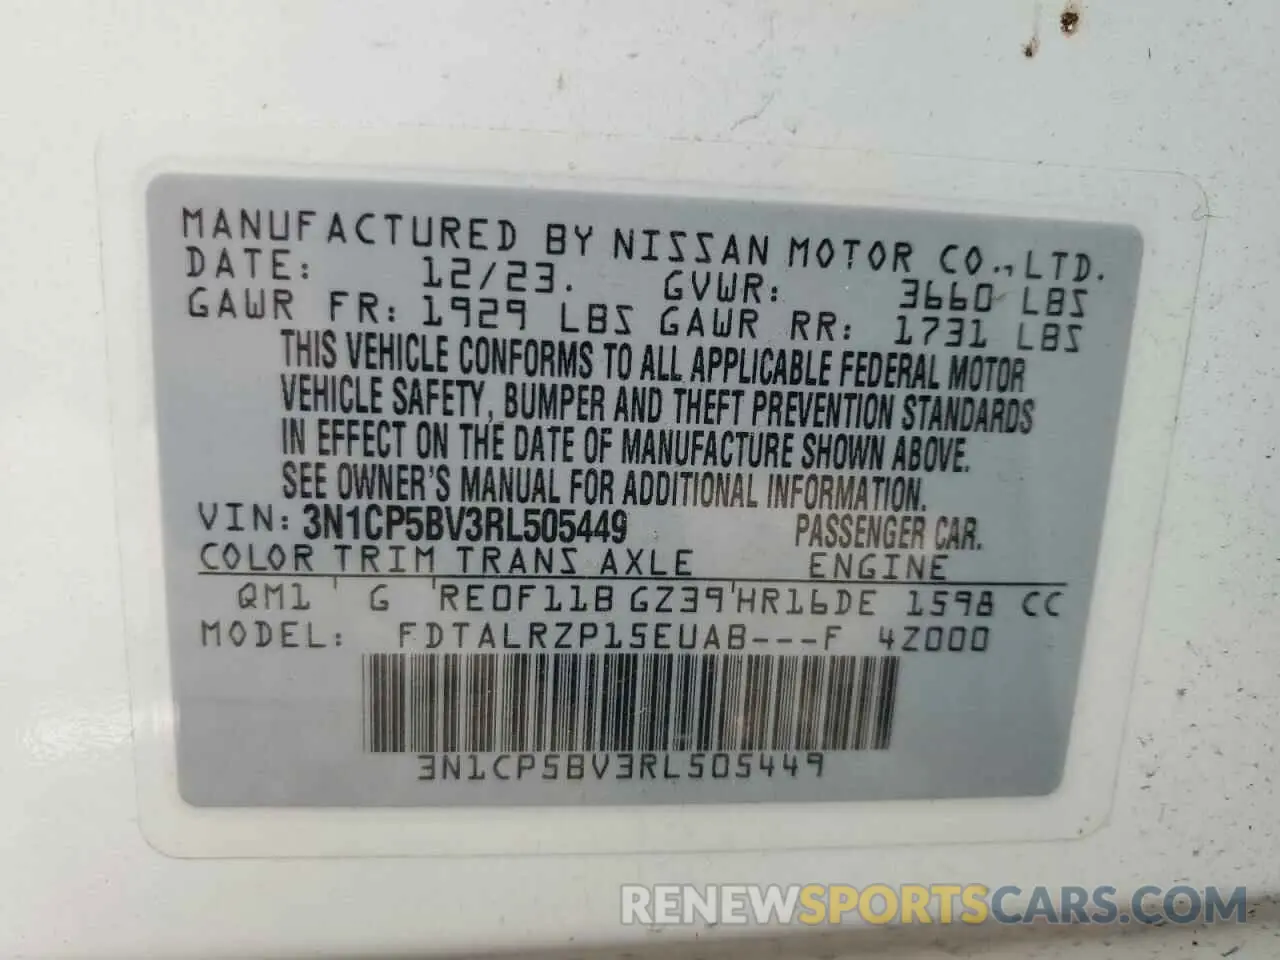 MANUFACTURED BY NISSAN MOTOR CO.,LTD.
DATE: 12/23. GVWR: 3660 LBS
GAWR FR: 1929 LBS GAWR RR: 1731 LBS
THIS VEHICLE CONFORMS TO ALL APPLICABLE FEDERAL MOTOR
VEHICLE SAFETY, BUMPER AND THEFT PREVENTION STANDARDS
IN EFFECT ON THE DATE OF MANUFACTURE SHOWN ABOVE.
SEE OWNER'S MANUAL FOR ADDITIONAL INFORMATION.
VIN: 3N1CP5BV3RL505449 PASSENGER CAR.
COLOR TRIM TRANS AXLE ENGINE
QM1 ' G 'RE0F11B GZ39'HR16DE 1598 CC
MODEL: FDTALRZP15EUAB---F 4Z000
3N1CP5BV3RL505449
RENEWSPORTSCARS.COM